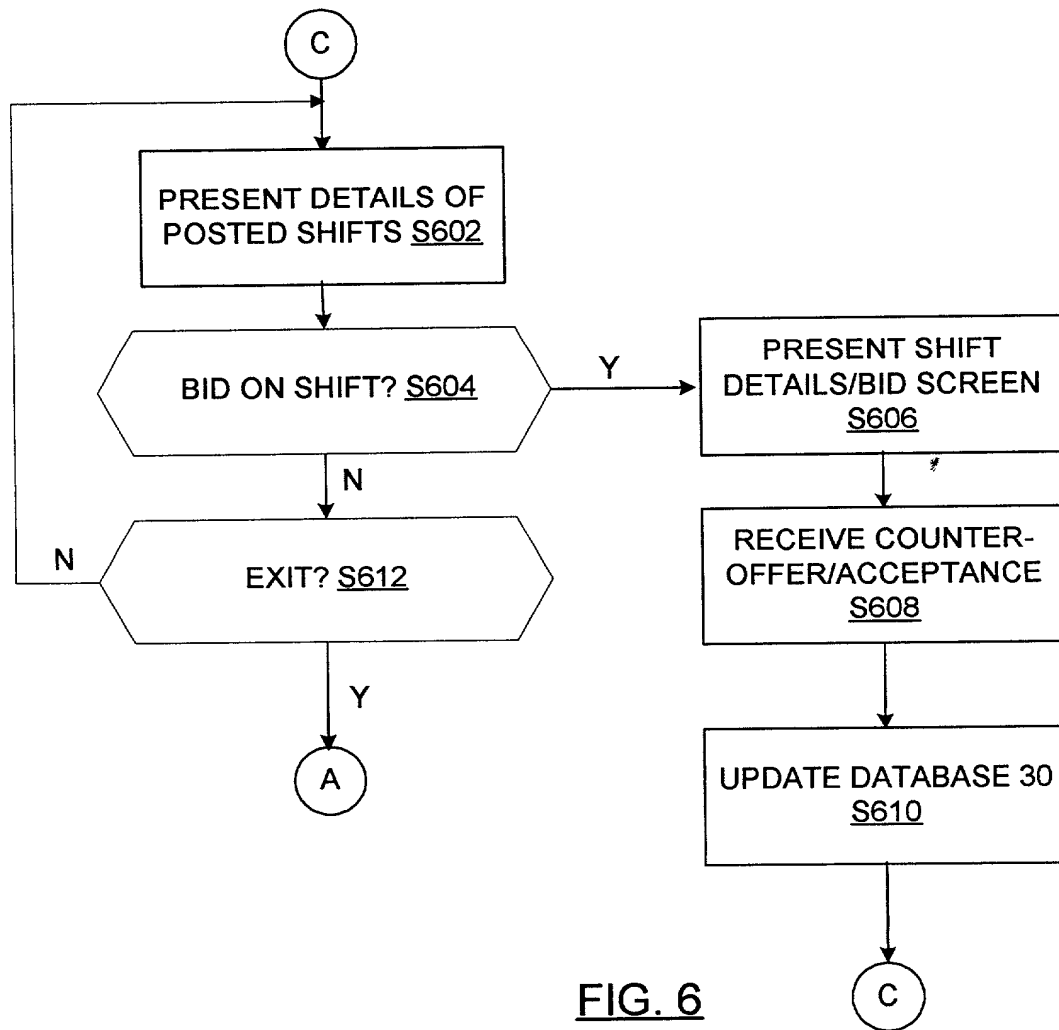 C
PRESENT DETAILS OF
POSTED SHIFTS S602
BID ON SHIFT? S604
Y
PRESENT SHIFT
DETAILS/BID SCREEN
S606
N
RECEIVE COUNTER-
OFFER/ACCEPTANCE
S608
N
EXIT? S612
Y
A
UPDATE DATABASE 30
S610
C
FIG. 6